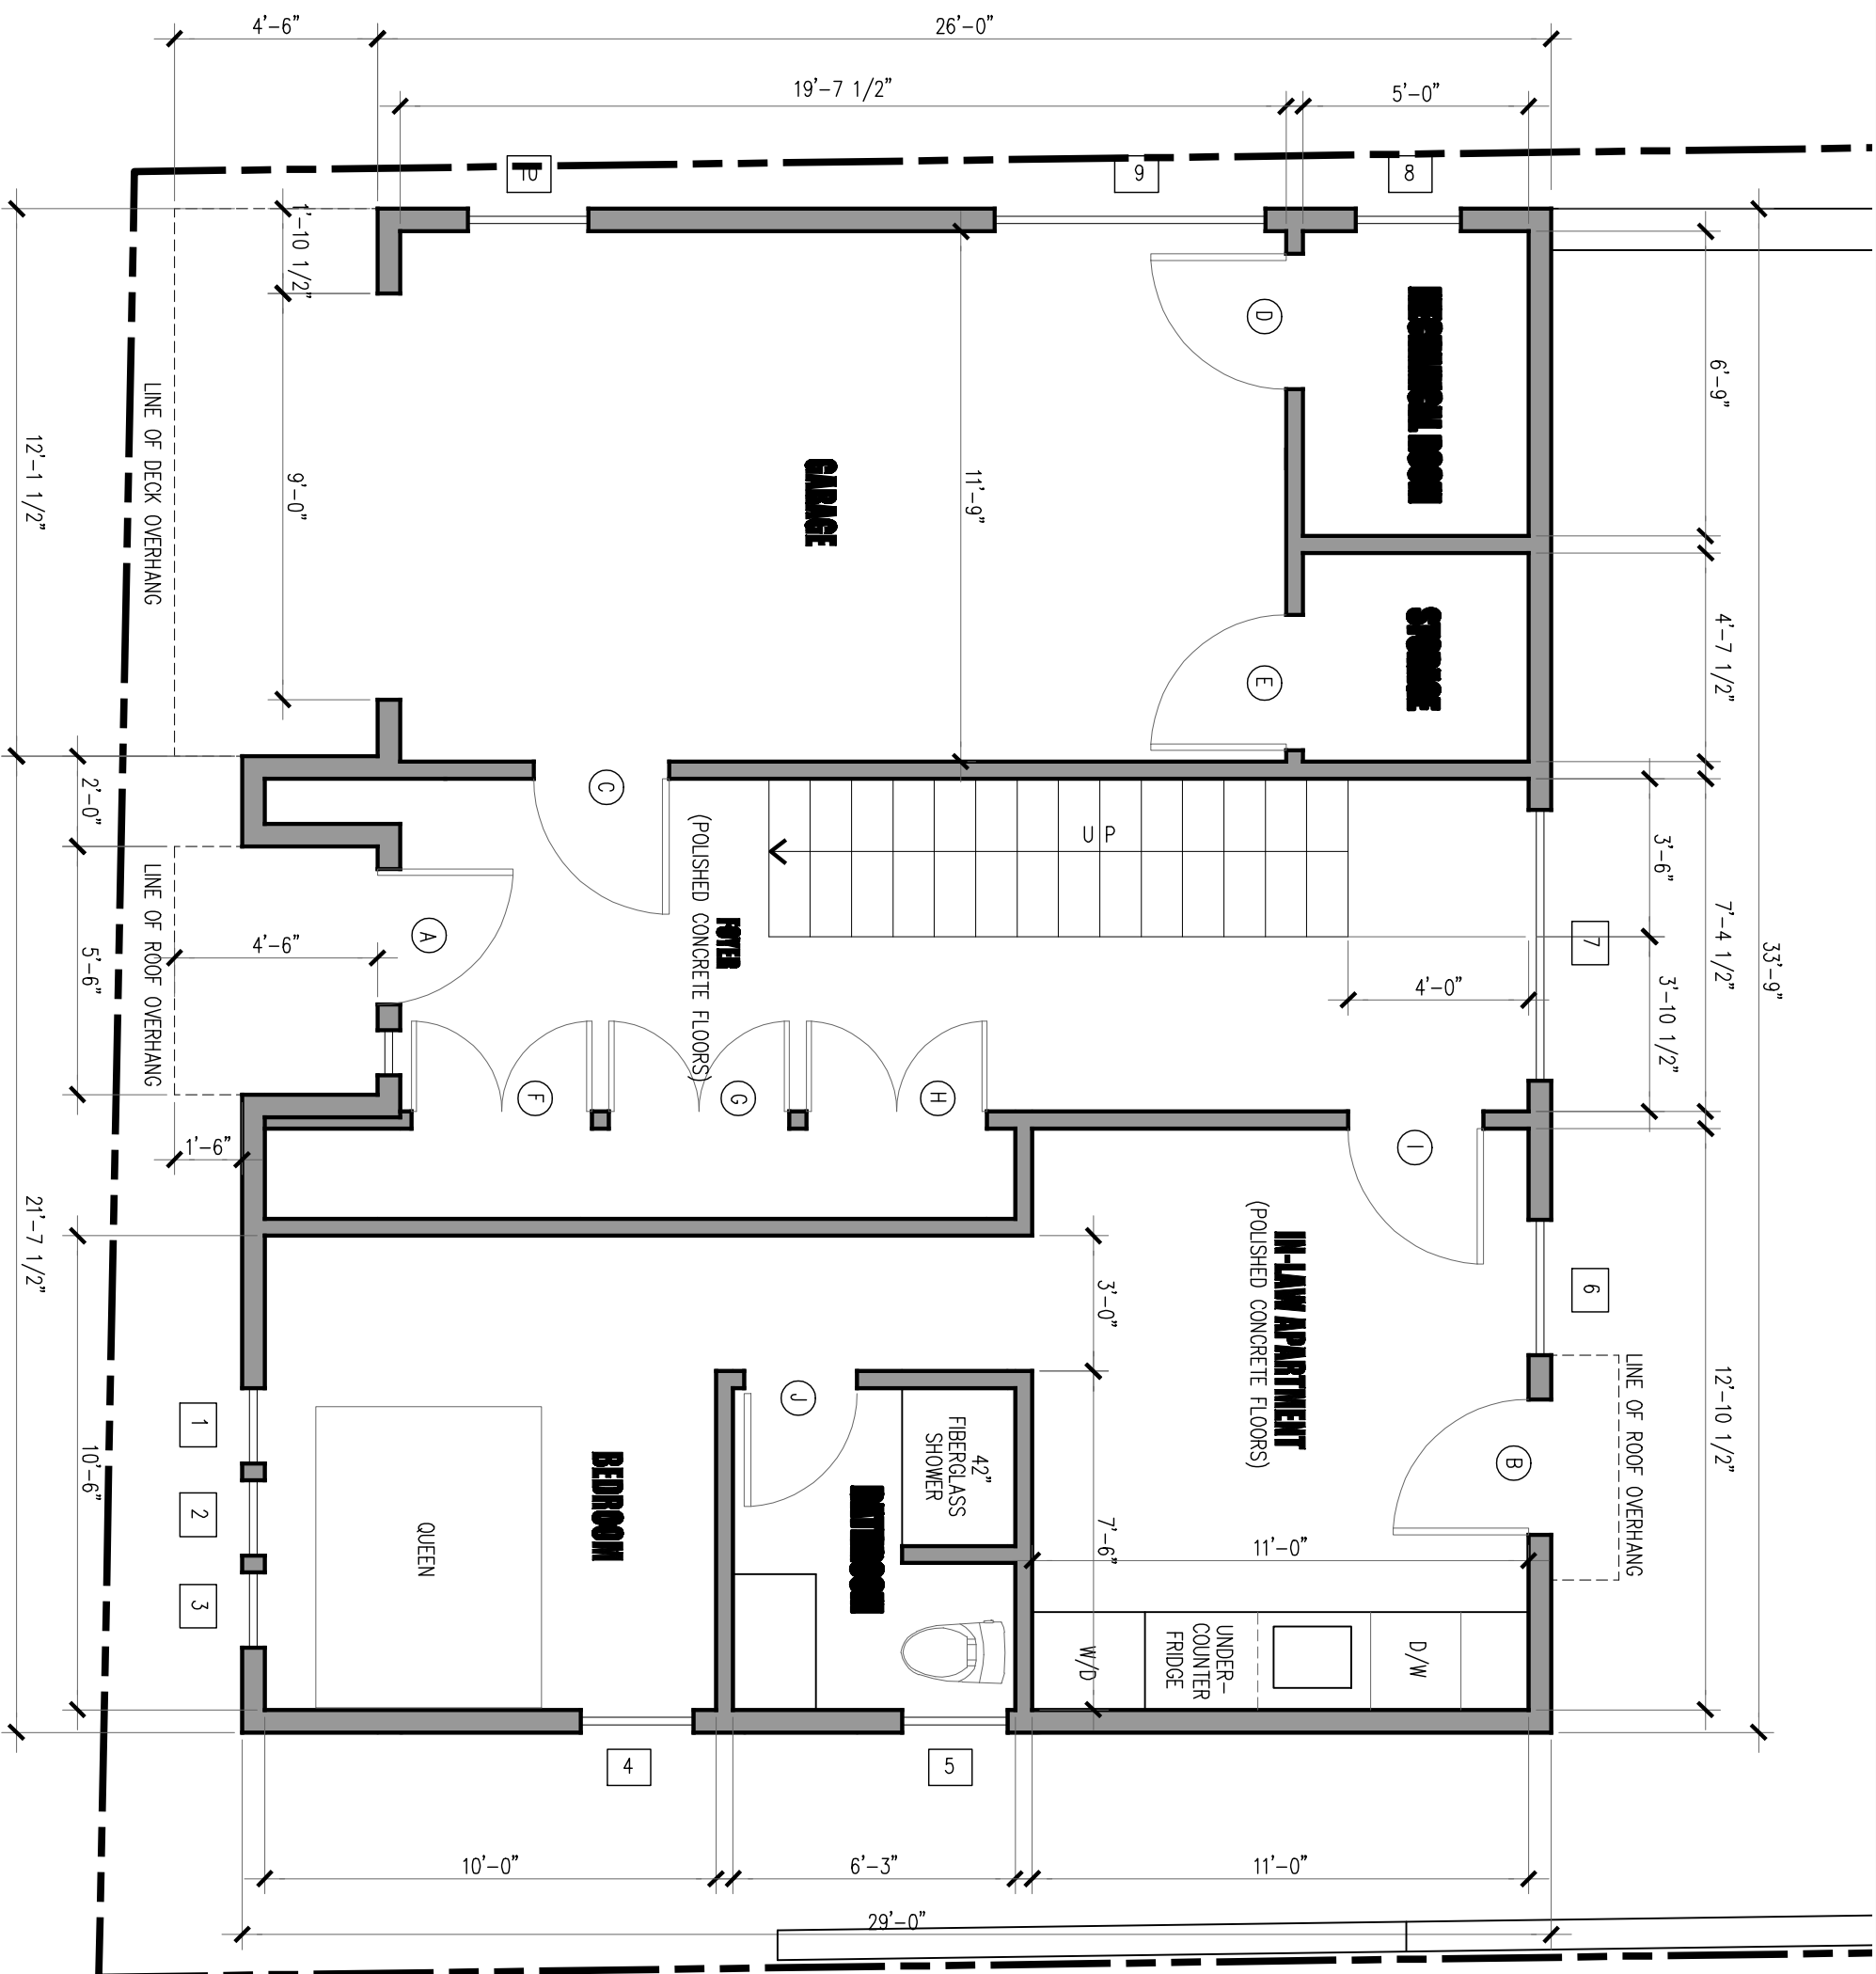 4'-6"
26'-0"
19'-7 1/2"
5'-0"
10
9
8
1'-10 1/2"
12'-1 1/2"
9'-0"
LINE OF DECK OVERHANG
GARAGE
11'-9"
D
MECHANICAL ROOM
6'-9"
E
STORAGE
4'-7 1/2"
33'-9"
2'-0"
C
UP
3'-6"
7'-4 1/2"
7
3'-10 1/2"
4'-0"
5'-6"
LINE OF ROOF OVERHANG
4'-6"
A
FOYER
(POLISHED CONCRETE FLOORS)
F
G
H
I
1'-6"
21'-7 1/2"
10'-6"
IN-LAW APARTMENT
(POLISHED CONCRETE FLOORS)
6
3'-0"
12'-10 1/2"
LINE OF ROOF OVERHANG
B
J
1
2
3
QUEEN
BEDROOM
BATHROOM
42"
FIBERGLASS
SHOWER
7'-6"
11'-0"
W/D
UNDER-
COUNTER
FRIDGE
D/W
4
5
10'-0"
6'-3"
11'-0"
29'-0"